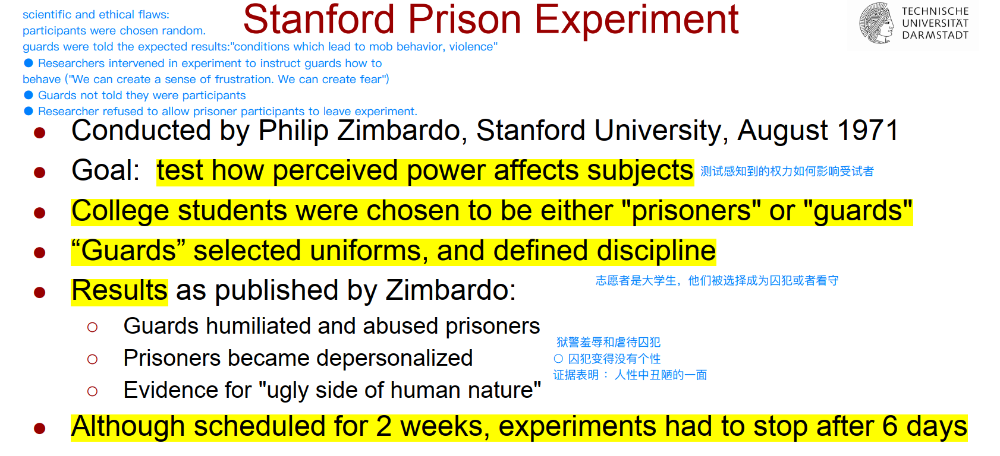 scientific and ethical flaws:
participants were chosen random.
guards were told the expected results:"conditions which lead to mob behavior, violence"
● Researchers intervened in experiment to instruct guards how to
behave ("We can create a sense of frustration. We can create fear")
● Guards not told they were participants
● Researcher refused to allow prisoner participants to leave experiment.
Stanford Prison Experiment
TECHNISCHE
UNIVERSITÄT
DARMSTADT
● Conducted by Philip Zimbardo, Stanford University, August 1971
● Goal: test how perceived power affects subjects
测试感知到的权力如何影响受试者
● College students were chosen to be either "prisoners" or "guards"
● “Guards” selected uniforms, and defined discipline
● Results as published by Zimbardo:
志愿者是大学生，他们被选择成为囚犯或者看守
○ Guards humiliated and abused prisoners
○ Prisoners became depersonalized
○ Evidence for "ugly side of human nature"
狱警羞辱和虐待囚犯
○ 囚犯变得没有个性
证据表明：人性中丑陋的一面
● Although scheduled for 2 weeks, experiments had to stop after 6 days